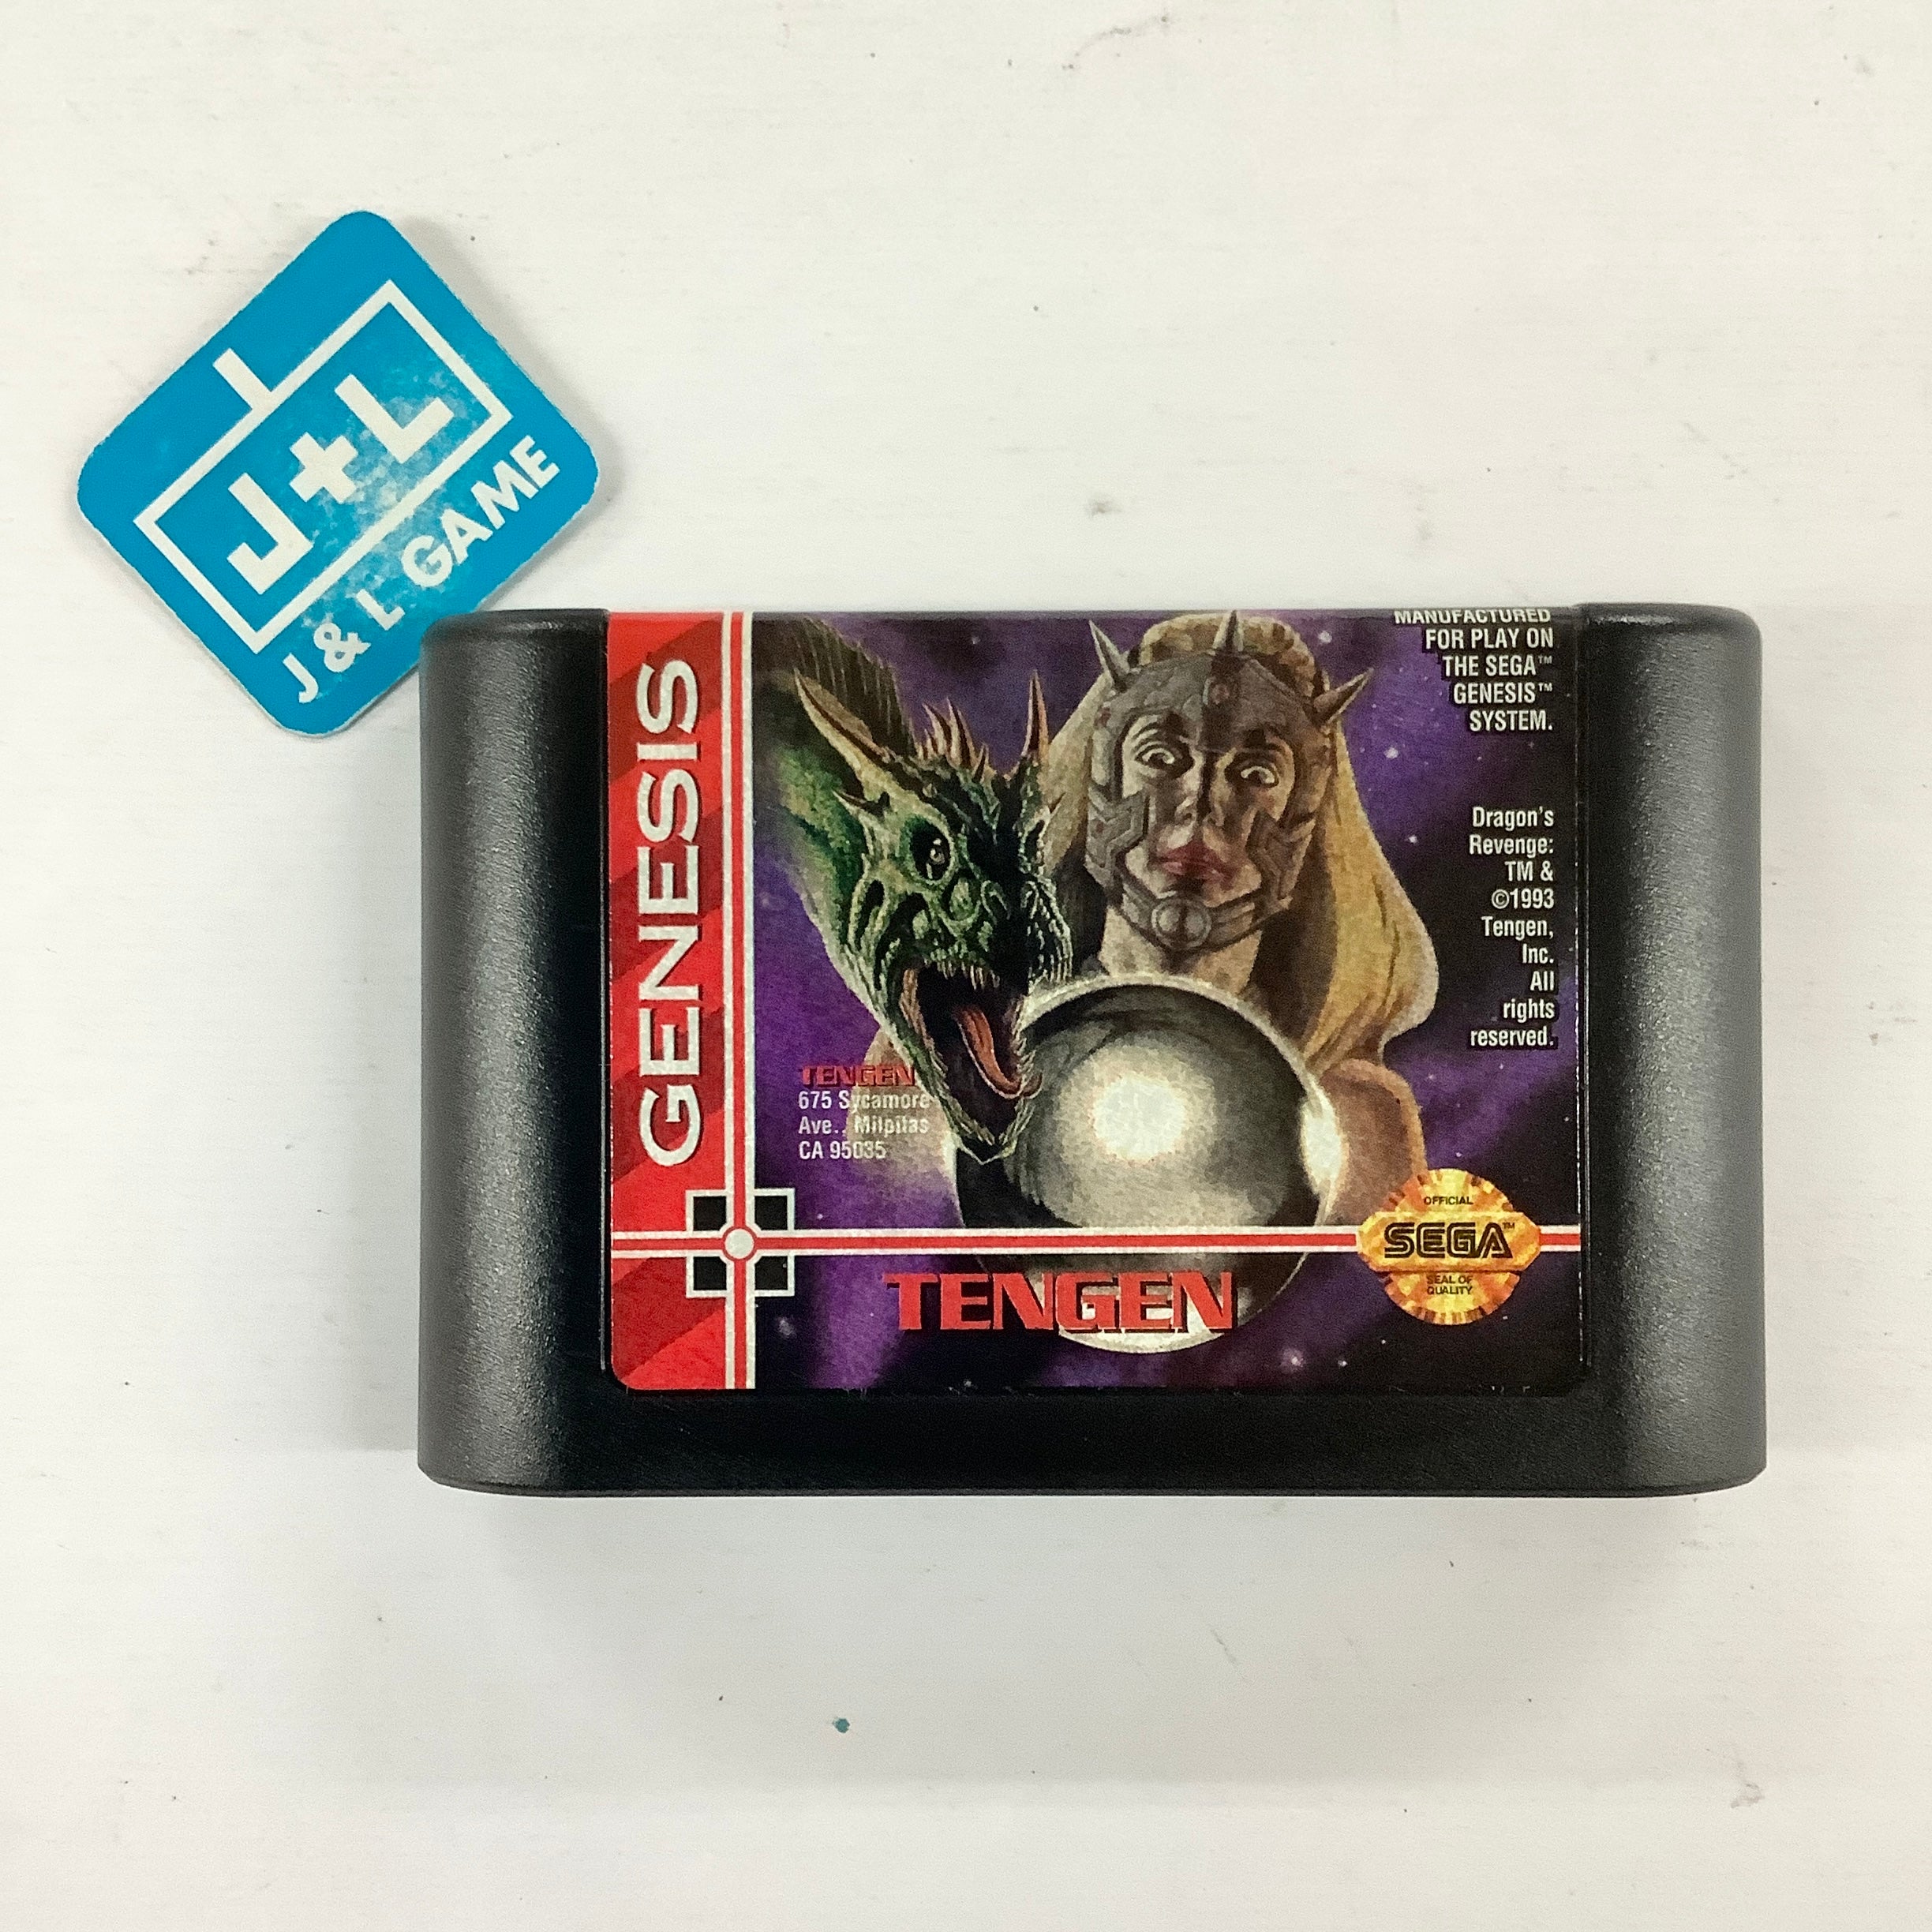 J+L
J & L GAME
GENESIS
MANUFACTURED
FOR PLAY ON
THE SEGA™
GENESIS™
SYSTEM.
Dragon's
Revenge:
TM &
©1993
Tengen,
Inc.
All
rights
reserved.
TENGEN
675 Sycamore
Ave., Milpitas
CA 95035
OFFICIAL
SEGA™
SEAL OF
QUALITY
TENGEN